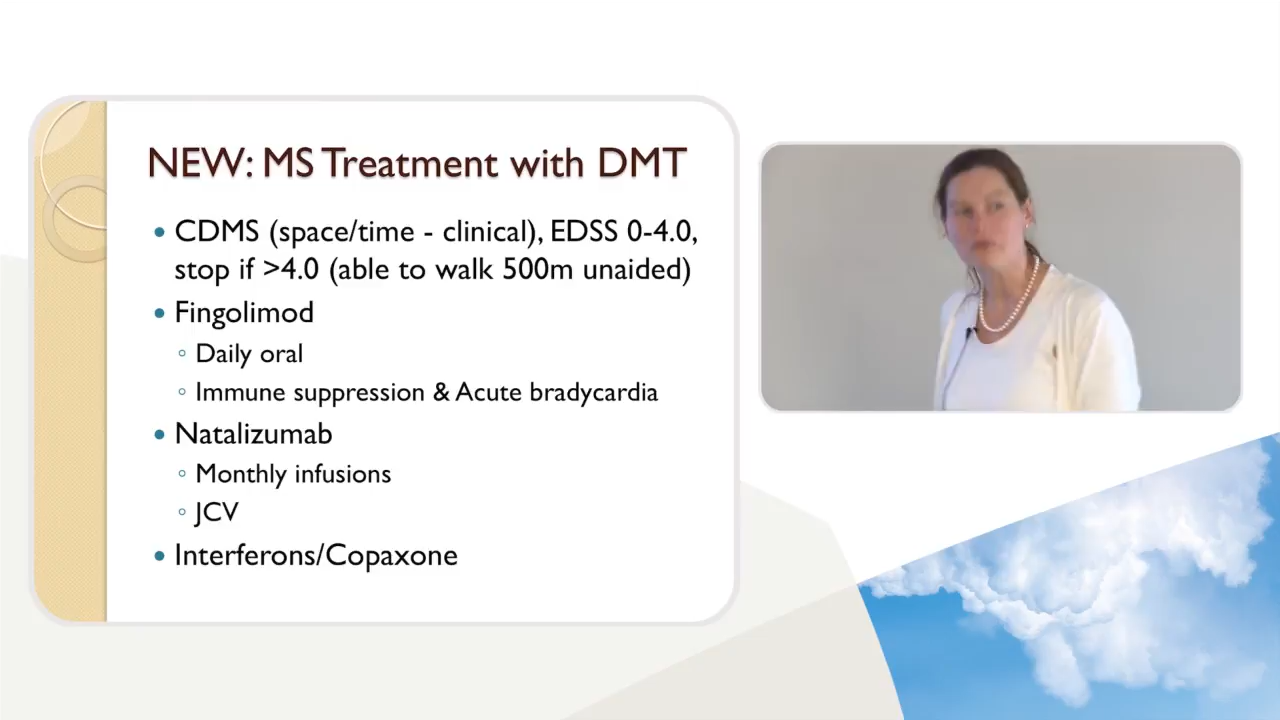 NEW: MS Treatment with DMT
• CDMS (space/time - clinical), EDSS 0-4.0,
stop if >4.0 (able to walk 500m unaided)
• Fingolimod
◦ Daily oral
◦ Immune suppression & Acute bradycardia
• Natalizumab
◦ Monthly infusions
◦ JCV
• Interferons/Copaxone